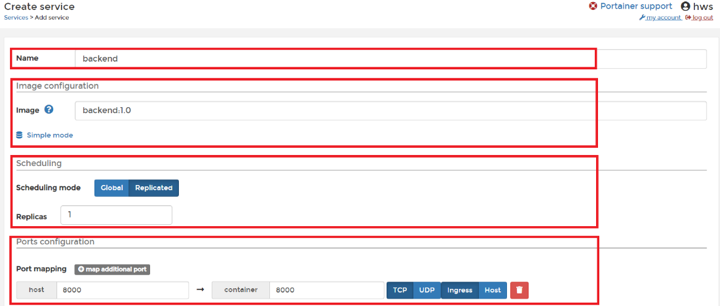 Create service
Portainer support hws
Services > Add service
my account log out
Name backend
Image configuration
Image backend:1.0
Simple mode
Scheduling
Scheduling mode Global Replicated
Replicas 1
Ports configuration
Port mapping map additional port
host 8000 → container 8000 TCP UDP Ingress Host